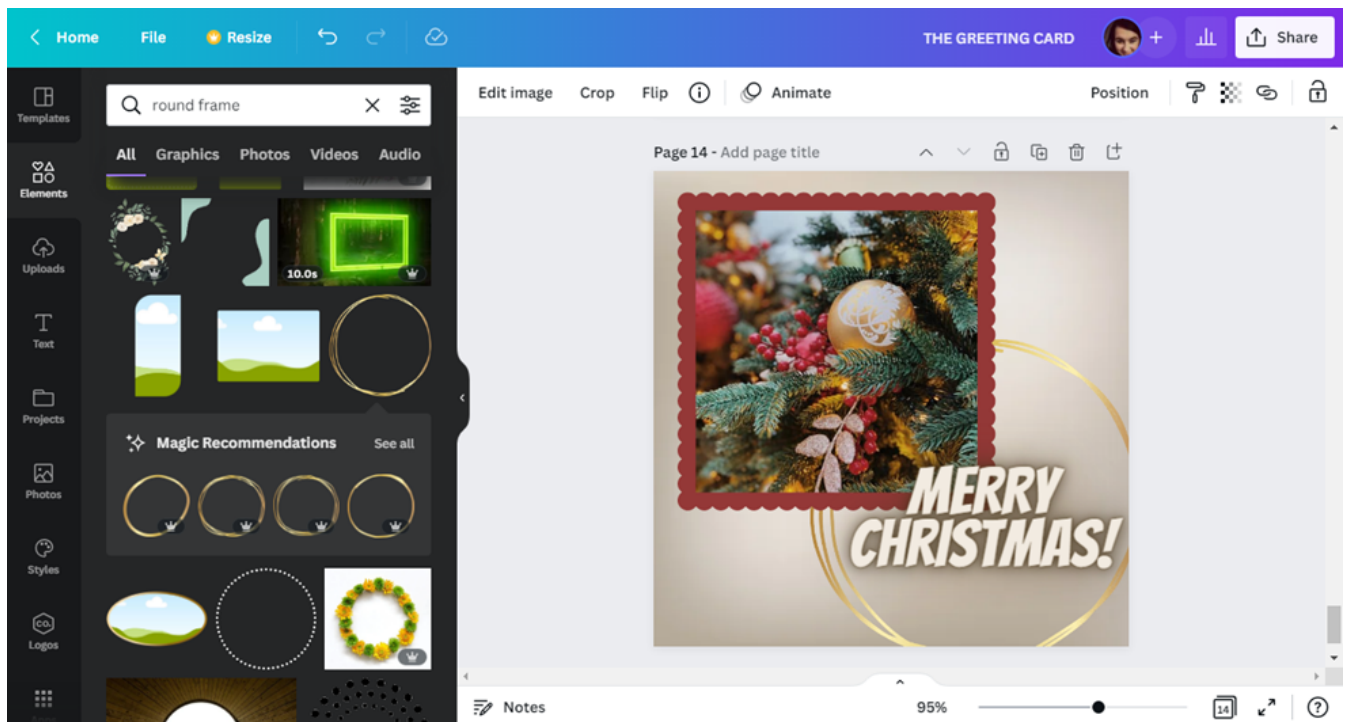 Home File Resize THE GREETING CARD + Share
Templates
Elements
Uploads
Text
Projects
Photos
Styles
CO.
Logos
round frame
All Graphics Photos Videos Audio
10.0s
Magic Recommendations See all
Edit image Crop Flip Animate Position
Page 14 - Add page title
MERRY
CHRISTMAS!
Notes 95% 14 ?